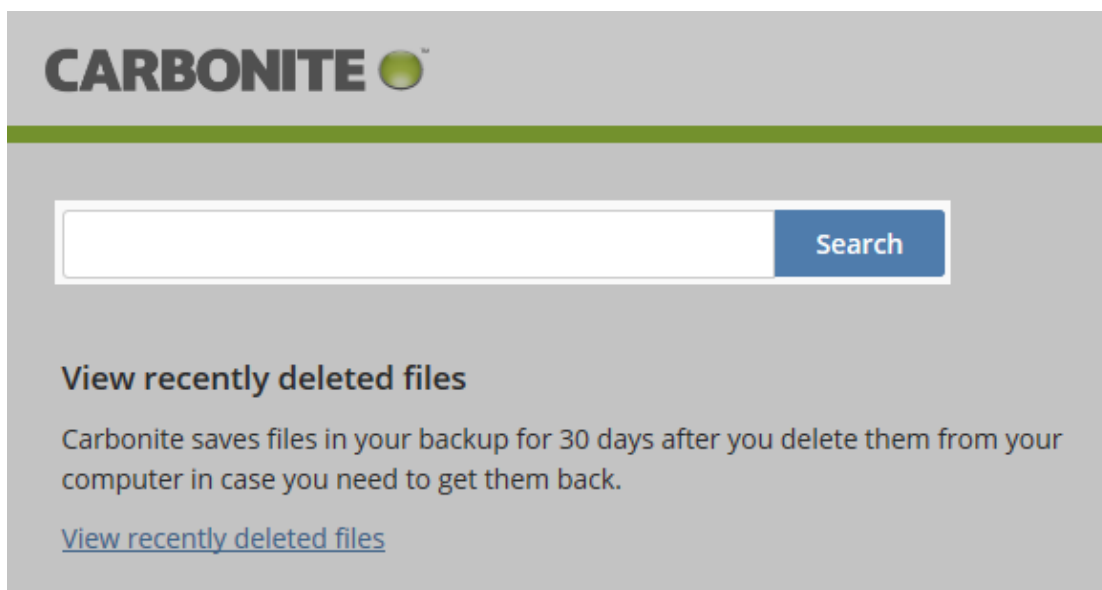 CARBONITE ™
Search
View recently deleted files
Carbonite saves files in your backup for 30 days after you delete them from your
computer in case you need to get them back.
View recently deleted files